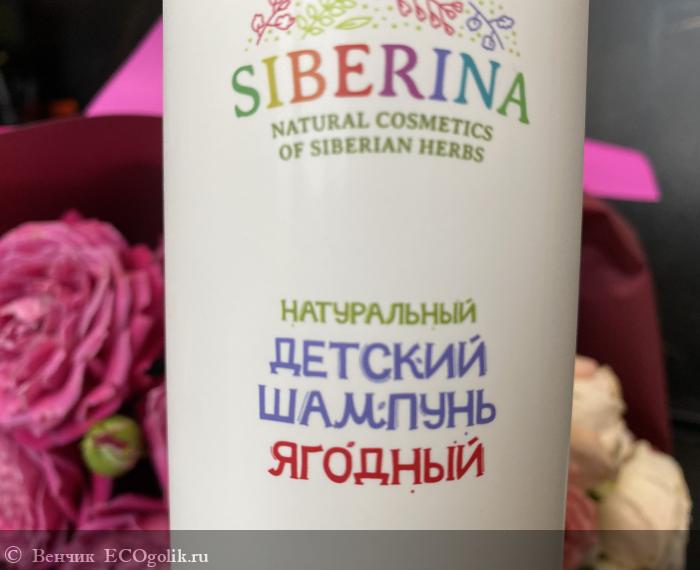 SIBERINA
NATURAL COSMETICS
OF SIBERIAN HERBS
НАТУРАЛЬНЫЙ
ДЕТСКИЙ
ШАМПУНЬ
ЯГОДНЫЙ
© Венчик ECOgolik.ru